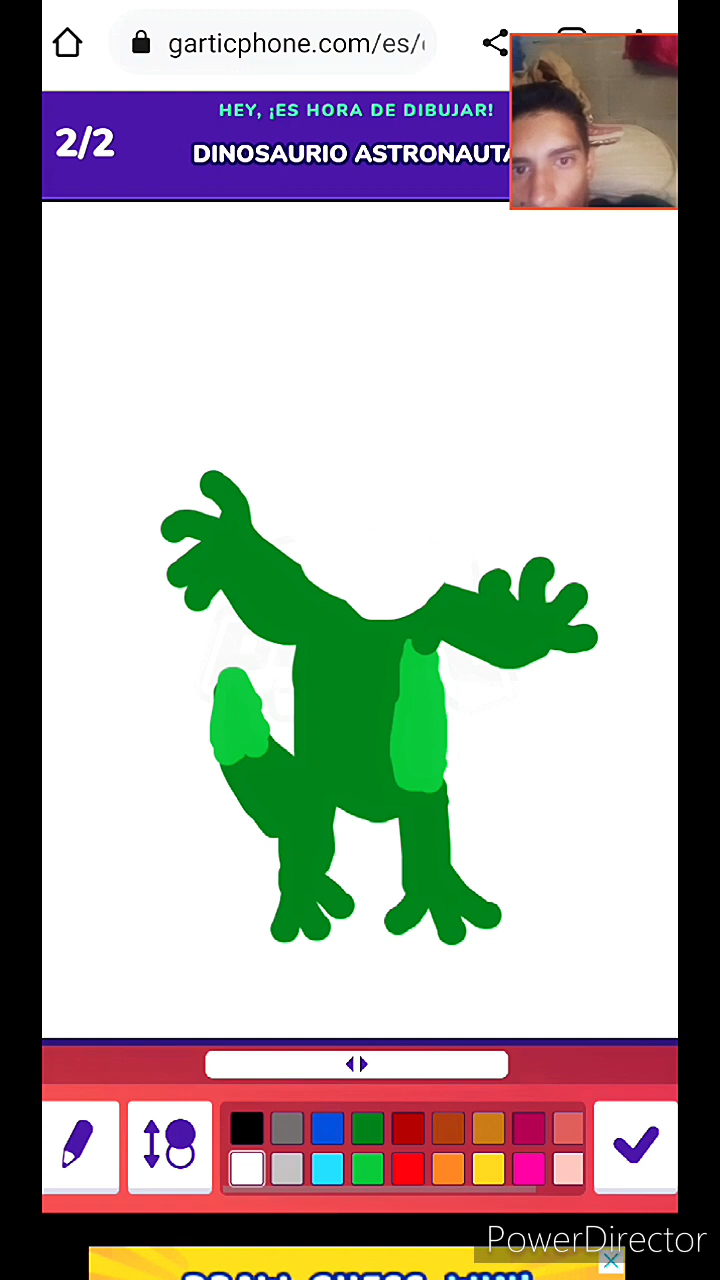 garticphone.com/es/
HEY, ¡ES HORA DE DIBUJAR!
2/2
DINOSAURIO ASTRONAUTA
PowerDirector